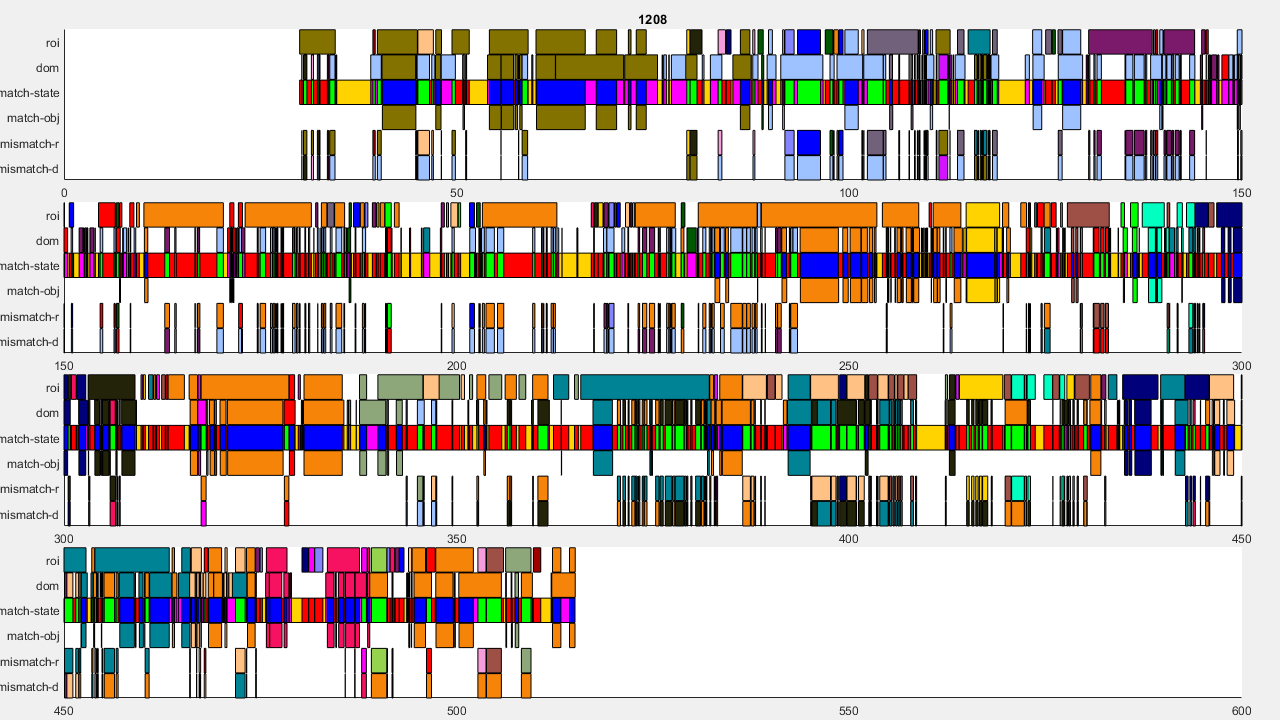 1208
roi
dom
match-state
match-obj
mismatch-r
mismatch-d
0 50 100 150
roi
dom
match-state
match-obj
mismatch-r
mismatch-d
150 200 250 300
roi
dom
match-state
match-obj
mismatch-r
mismatch-d
300 350 400 450
roi
dom
match-state
match-obj
mismatch-r
mismatch-d
450 500 550 600